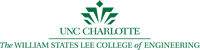 UNC CHARLOTTE
The WILLIAM STATES LEE COLLEGE of ENGINEERING